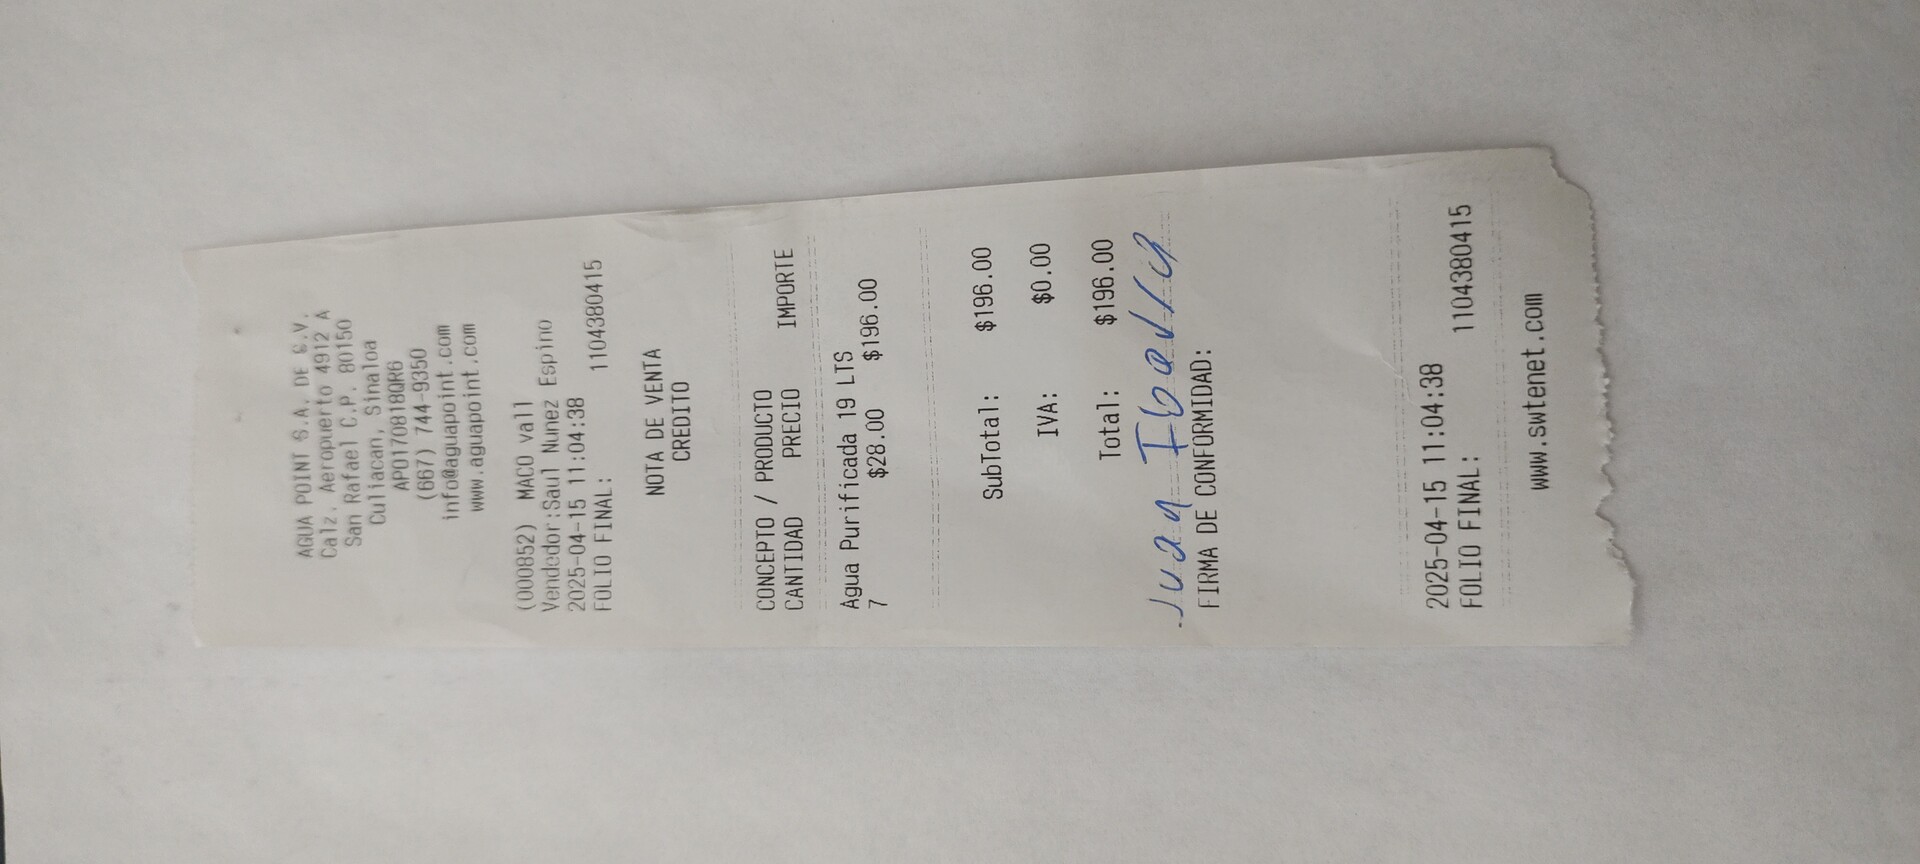 AGUA POINT S.A. DE C.V.
Calz. Aeropuerto 4912 A
San Rafael C.P. 80150
Culiacan, Sinaloa
APO170818QR6
(667) 744-9350
info@aguapoint.com
www.aguapoint.com
(000852) MACO vall
Vendedor:Saul Nunez Espino
2025-04-15 11:04:38
FOLIO FINAL: 1104380415
NOTA DE VENTA
CREDITO
CONCEPTO / PRODUCTO
CANTIDAD PRECIO IMPORTE
Agua Purificada 19 LTS
7 $28.00 $196.00
SubTotal: $196.00
IVA: $0.00
Total: $196.00
Juan Ibarra
FIRMA DE CONFORMIDAD:
2025-04-15 11:04:38
FOLIO FINAL: 1104380415
www.swtenet.com